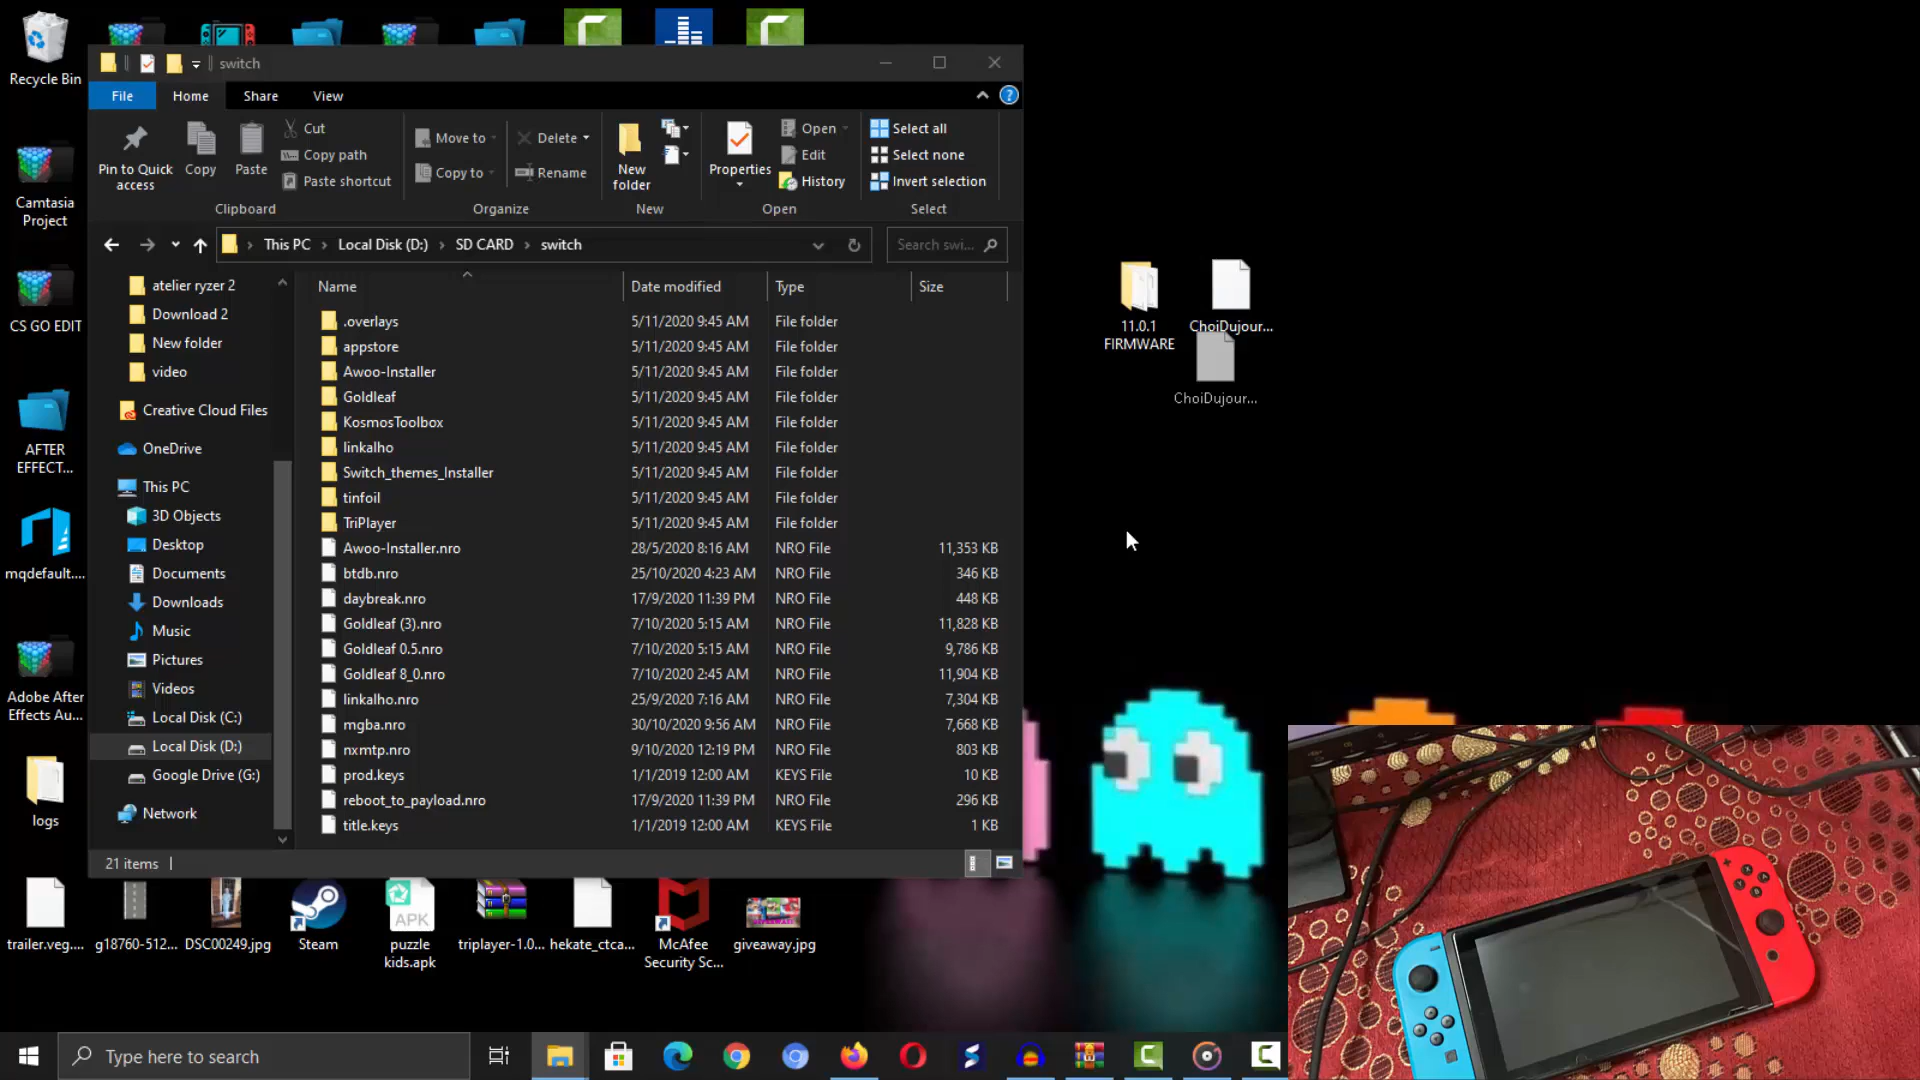 switch
File
Home
Share
View
?
Pin to Quick access
Copy
Paste
Cut
Copy path
Paste shortcut
Clipboard
Move to
Copy to
Delete
Rename
Organize
New folder
New
Properties
Open
Edit
History
Open
Select all
Select none
Invert selection
Select
This PC > Local Disk (D:) > SD CARD > switch
Search swi...
Name Date modified Type Size
atelier ryzer 2
Download 2
New folder
video
Creative Cloud Files
OneDrive
This PC
3D Objects
Desktop
Documents
Downloads
Music
Pictures
Videos
Local Disk (C:)
Local Disk (D:)
Google Drive (G:)
Network
.overlays 5/11/2020 9:45 AM File folder
appstore 5/11/2020 9:45 AM File folder
Awoo-Installer 5/11/2020 9:45 AM File folder
Goldleaf 5/11/2020 9:45 AM File folder
KosmosToolbox 5/11/2020 9:45 AM File folder
linkalho 5/11/2020 9:45 AM File folder
Switch_themes_Installer 5/11/2020 9:45 AM File folder
tinfoil 5/11/2020 9:45 AM File folder
TriPlayer 5/11/2020 9:45 AM File folder
Awoo-Installer.nro 28/5/2020 8:16 AM NRO File 11,353 KB
btdb.nro 25/10/2020 4:23 AM NRO File 346 KB
daybreak.nro 17/9/2020 11:39 PM NRO File 448 KB
Goldleaf (3).nro 7/10/2020 5:15 AM NRO File 11,828 KB
Goldleaf 0.5.nro 7/10/2020 5:15 AM NRO File 9,786 KB
Goldleaf 8_0.nro 7/10/2020 2:45 AM NRO File 11,904 KB
linkalho.nro 25/9/2020 7:16 AM NRO File 7,304 KB
mgba.nro 30/10/2020 9:56 AM NRO File 7,668 KB
nxmtp.nro 9/10/2020 12:19 PM NRO File 803 KB
prod.keys 1/1/2019 12:00 AM KEYS File 10 KB
reboot_to_payload.nro 17/9/2020 11:39 PM NRO File 296 KB
title.keys 1/1/2019 12:00 AM KEYS File 1 KB
21 items
Recycle Bin
Camtasia Project
CS GO EDIT
AFTER EFFECT...
mqdefault....
Adobe After Effects Au...
logs
11.0.1 FIRMWARE
ChoiDujour...
ChoiDujour...
trailer.veg....
g18760-512...
DSC00249.jpg
Steam
APK
puzzle kids.apk
triplayer-1.0...
hekate_ctca...
McAfee Security Sc...
giveaway.jpg
Type here to search